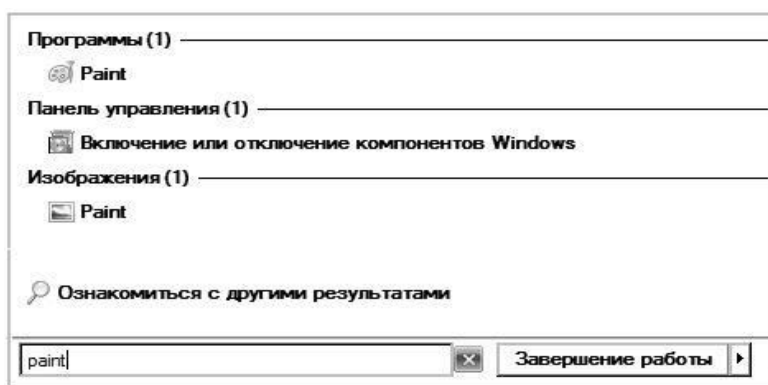 Программы (1)
Paint
Панель управления (1)
Включение или отключение компонентов Windows
Изображения (1)
Paint
Ознакомиться с другими результатами
paint
Завершение работы